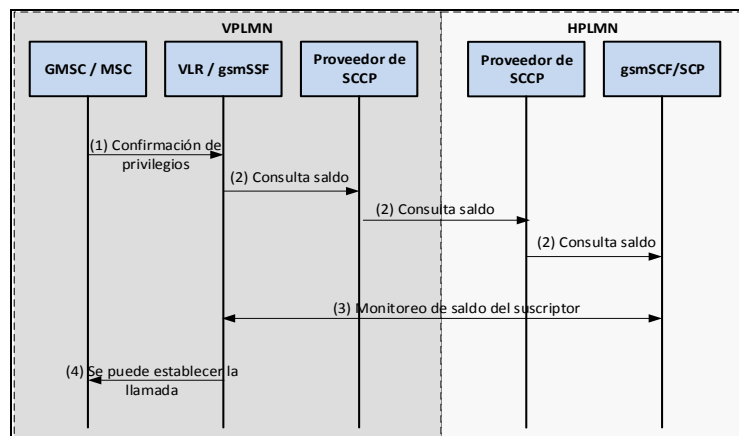 VPLMN
HPLMN
GMSC / MSC
VLR / gsmSSF
Proveedor de
SCCP
Proveedor de
SCCP
gsmSCF/SCP
(1) Confirmación de
privilegios
(2) Consulta saldo
(2) Consulta saldo
(2) Consulta saldo
(3) Monitoreo de saldo del suscriptor
(4) Se puede establecer la
llamada